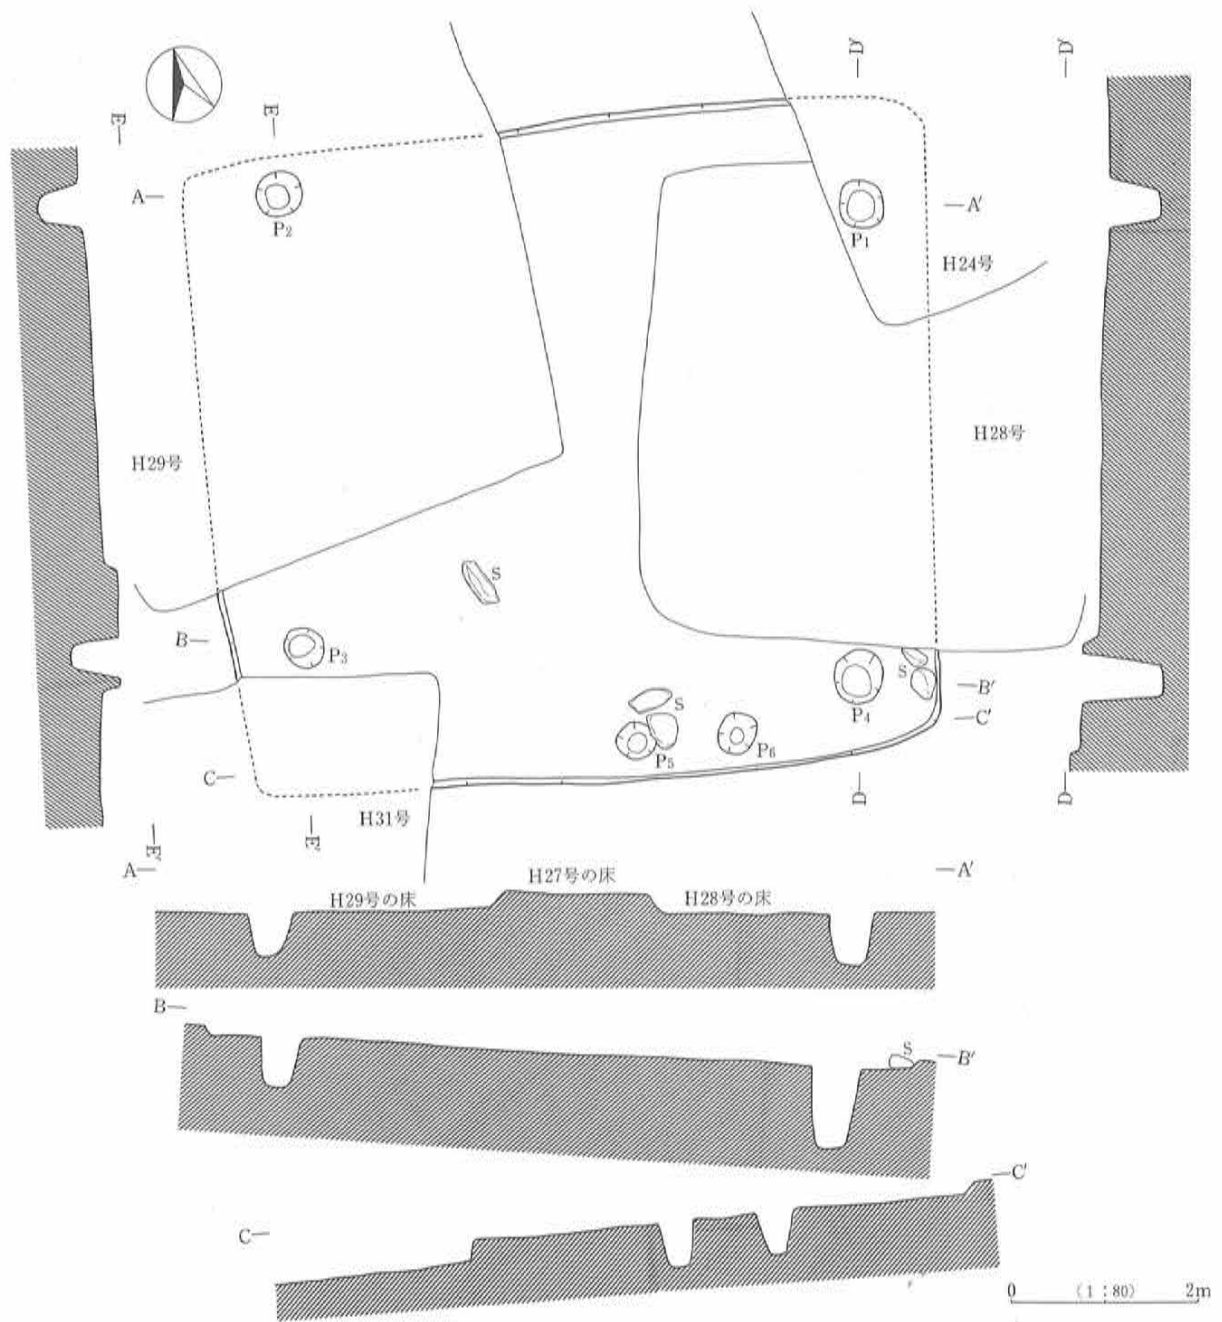 D D′
E E
A A′
P2 P1
H24号
H28号
H29号
S
B P3
S
P4 B′
S
C′
P5 P6
C
H31号
D D
E′ E′
A A′
H27号の床
H29号の床 H28号の床
B
S
B′
C′
C
0 (1:80) 2m